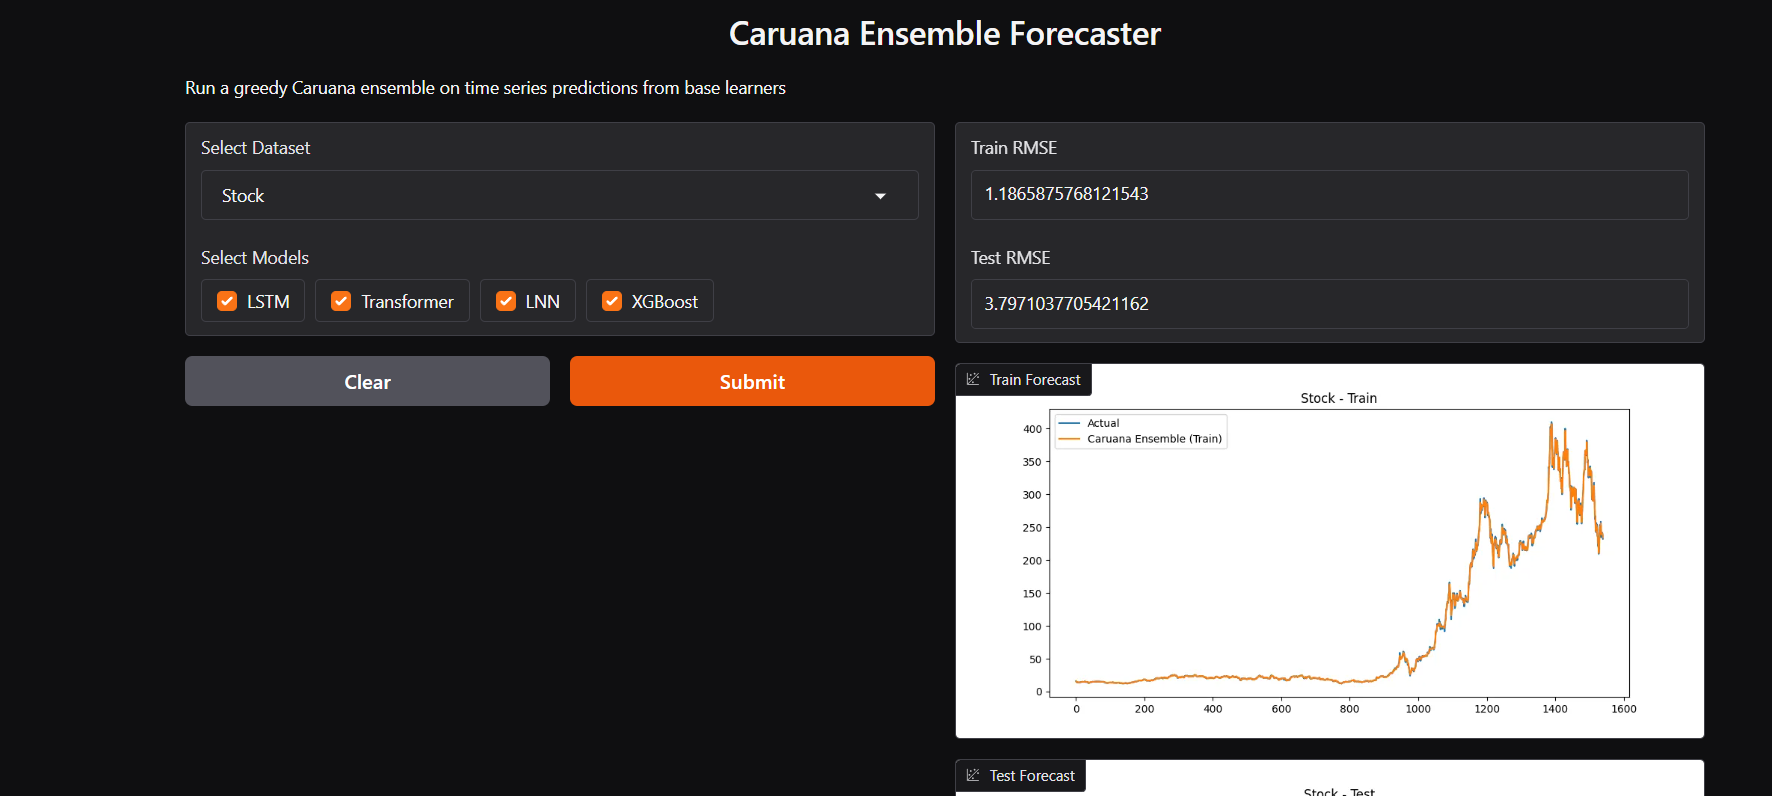 Caruana Ensemble Forecaster
Run a greedy Caruana ensemble on time series predictions from base learners
Select Dataset
Stock
Select Models
LSTM
Transformer
LNN
XGBoost
Clear
Submit
Train RMSE
1.1865875768121543
Test RMSE
3.7971037705421162
Train Forecast
Stock - Train
Actual
Caruana Ensemble (Train)
400
350
300
250
200
150
100
50
0
0 200 400 600 800 1000 1200 1400 1600
Test Forecast
Stock - Test